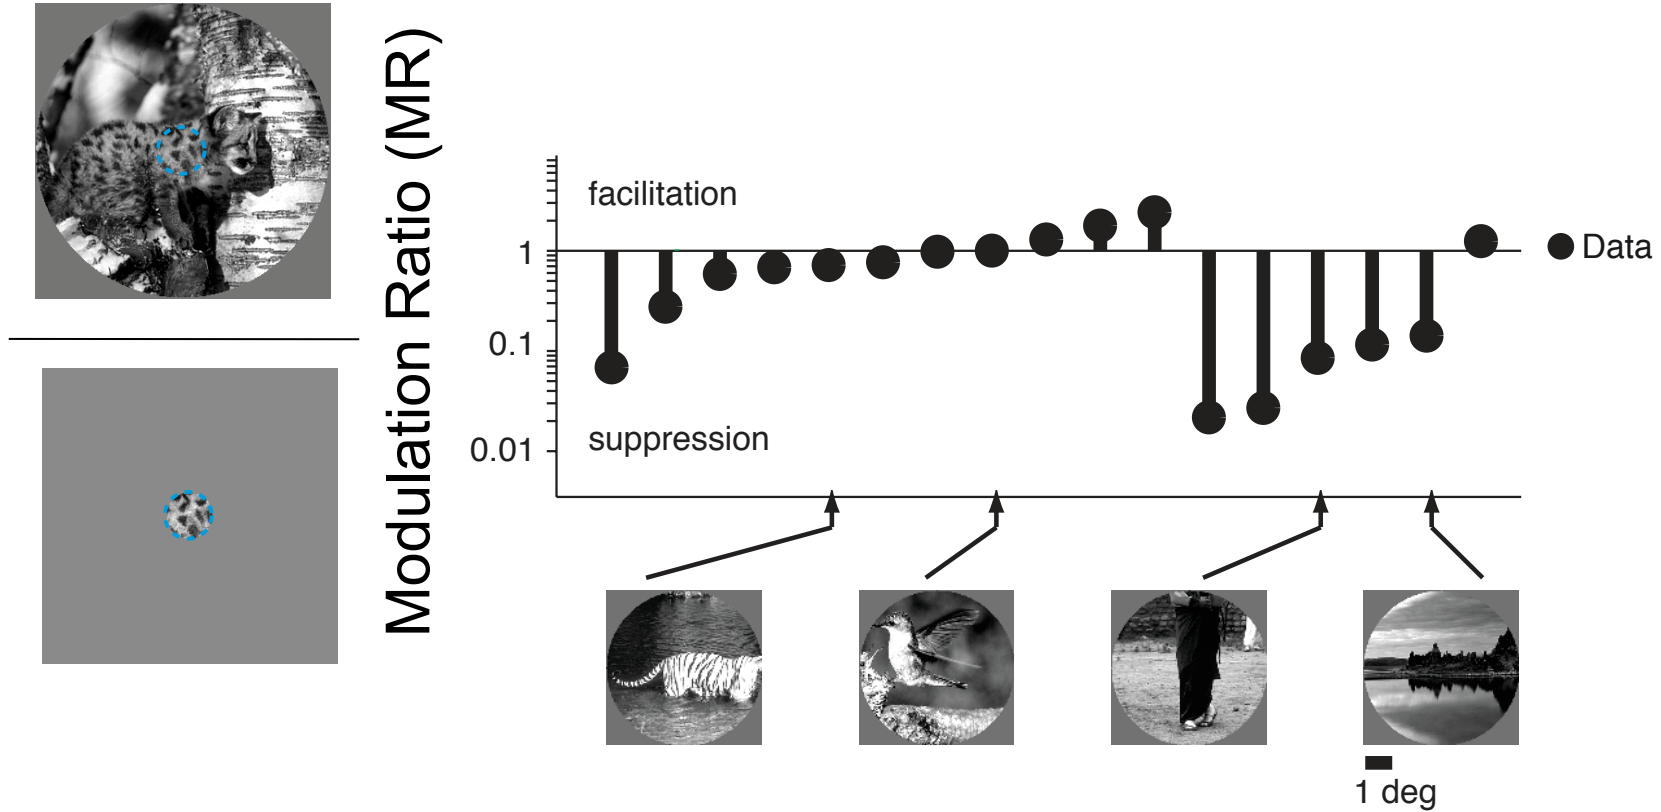 Modulation Ratio (MR)
facilitation
1
Data
0.1
suppression
0.01
1 deg